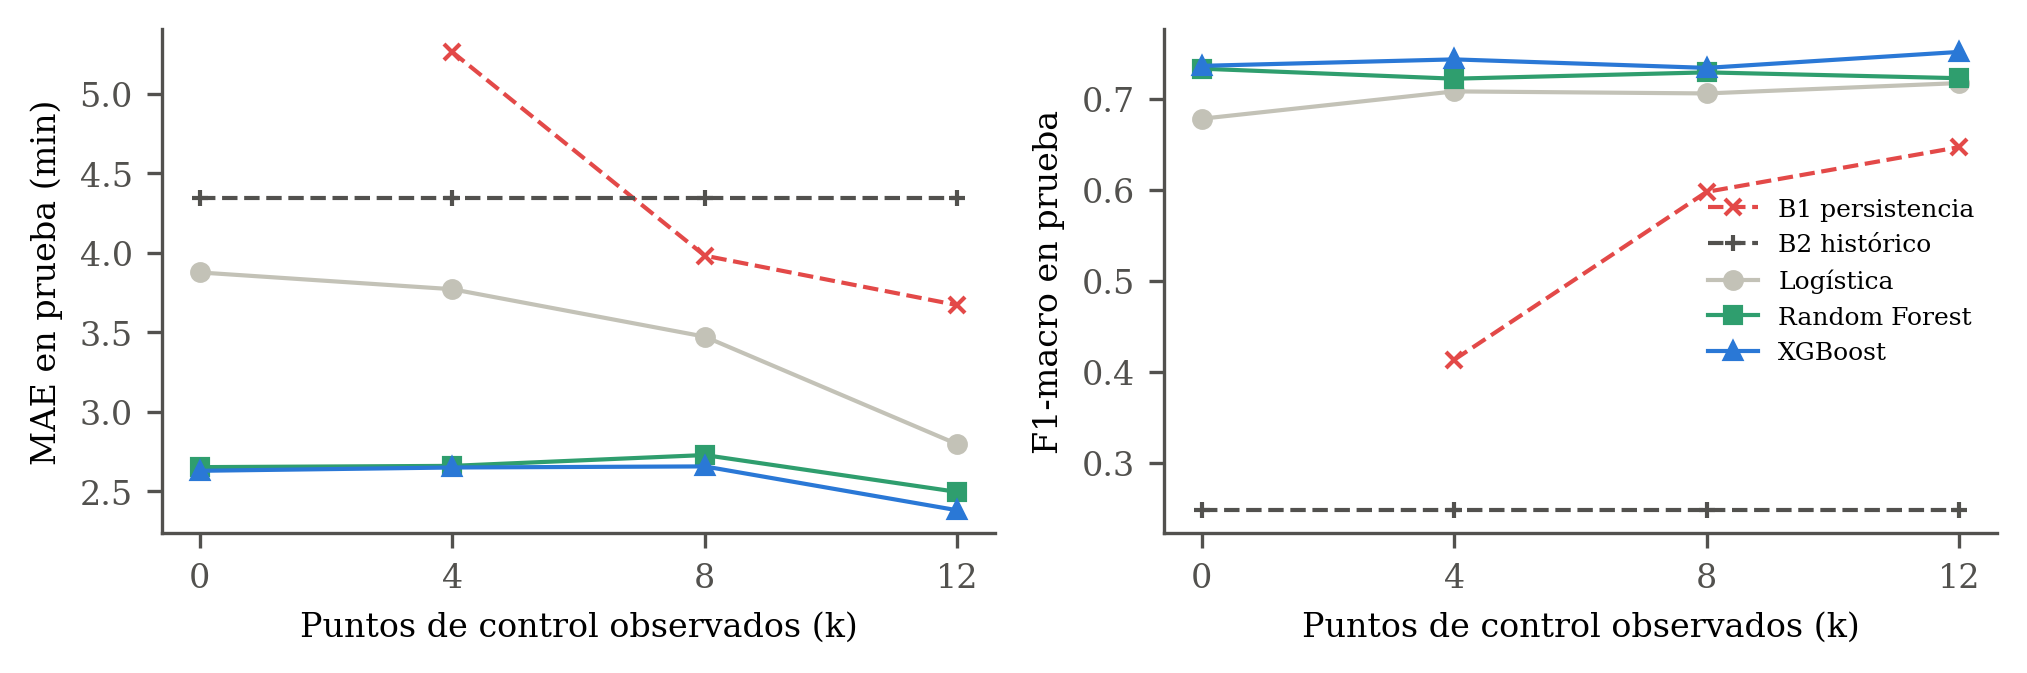 MAE en prueba (min)
5.0
4.5
4.0
3.5
3.0
2.5
0 4 8 12
Puntos de control observados (k)
F1-macro en prueba
0.7
0.6
0.5
0.4
0.3
B1 persistencia
B2 histórico
Logística
Random Forest
XGBoost
0 4 8 12
Puntos de control observados (k)